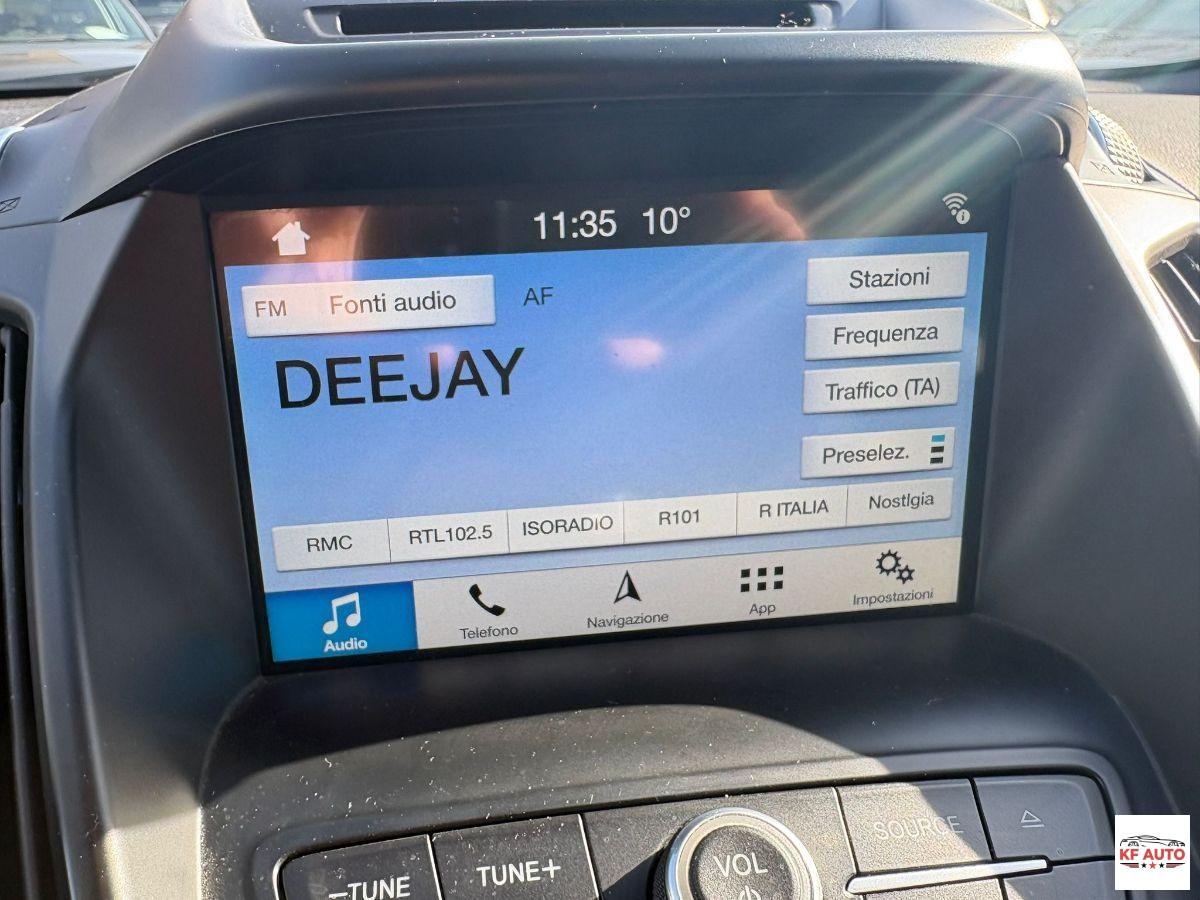 11:35 10°
FM Fonti audio AF
Stazioni
DEEJAY
Frequenza
Traffico (TA)
Preselez.
RMC RTL102.5 ISORADIO R101 R ITALIA Nostlgia
Audio Telefono Navigazione App Impostazioni
–TUNE TUNE+ VOL SOURCE
KF AUTO